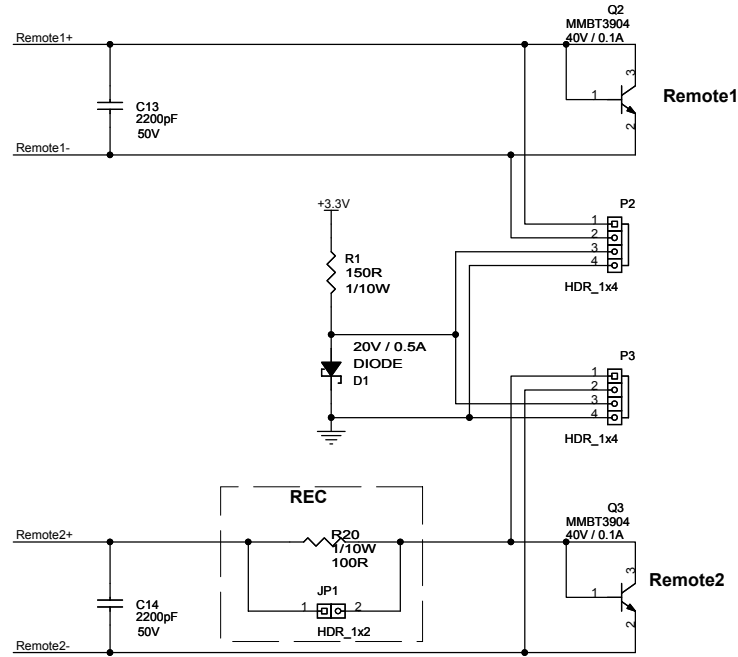 Q2
MMBT3904
40V / 0.1A
Remote1+
3
1
Remote1
C13
2200pF
50V
2
Remote1-
+3.3V
P2
1
2
3
4
HDR_1x4
R1
150R
1/10W
20V / 0.5A
DIODE
D1
P3
1
2
3
4
HDR_1x4
REC
Q3
MMBT3904
40V / 0.1A
Remote2+
R20
1/10W
100R
3
1
Remote2
JP1
1
2
HDR_1x2
C14
2200pF
50V
2
Remote2-